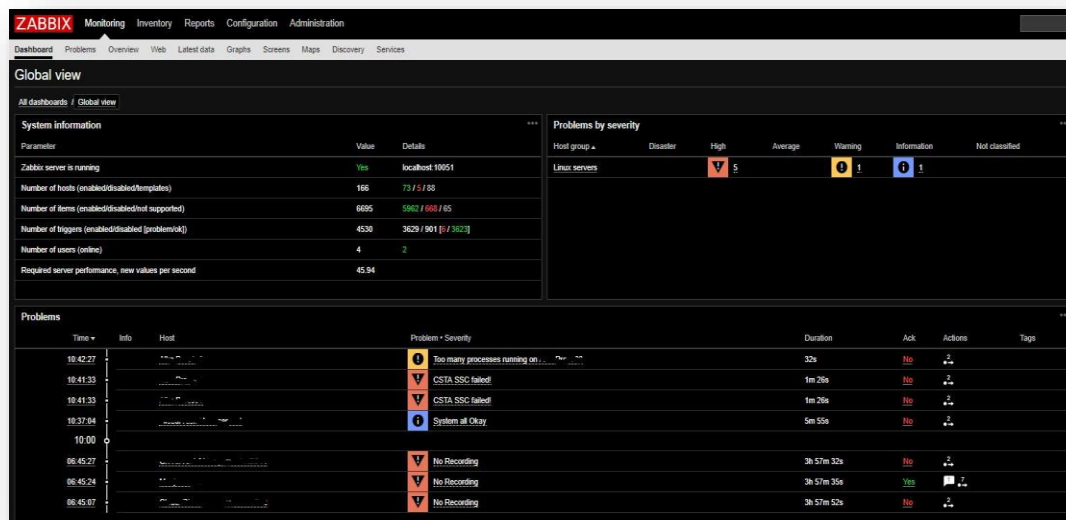 ZABBIX Monitoring Inventory Reports Configuration Administration
Dashboard Problems Overview Web Latest data Graphs Screens Maps Discovery Services
Global view
All dashboards / Global view
System information
Parameter Value Details
Zabbix server is running Yes localhost:10051
Number of hosts (enabled/disabled/templates) 166 73 / 5 / 88
Number of items (enabled/disabled/not supported) 6695 5962 / 668 / 65
Number of triggers (enabled/disabled [problem/ok]) 4530 3629 / 901 [6 / 3623]
Number of users (online) 4 2
Required server performance, new values per second 45.94
Problems by severity
Host group Disaster High Average Warning Information Not classified
Linux servers 5 1 1
Problems
Time Info Host Problem • Severity Duration Ack Actions Tags
10:42:27 Too many processes running on 32s No 2
10:41:33 CSTA SSC failed! 1m 26s No 2
10:41:33 CSTA SSC failed! 1m 26s No 2
10:37:04 System all Okay 5m 55s No 2
10:00
06:45:27 No Recording 3h 57m 32s No 2
06:45:24 No Recording 3h 57m 35s Yes 7
06:45:07 No Recording 3h 57m 52s No 2